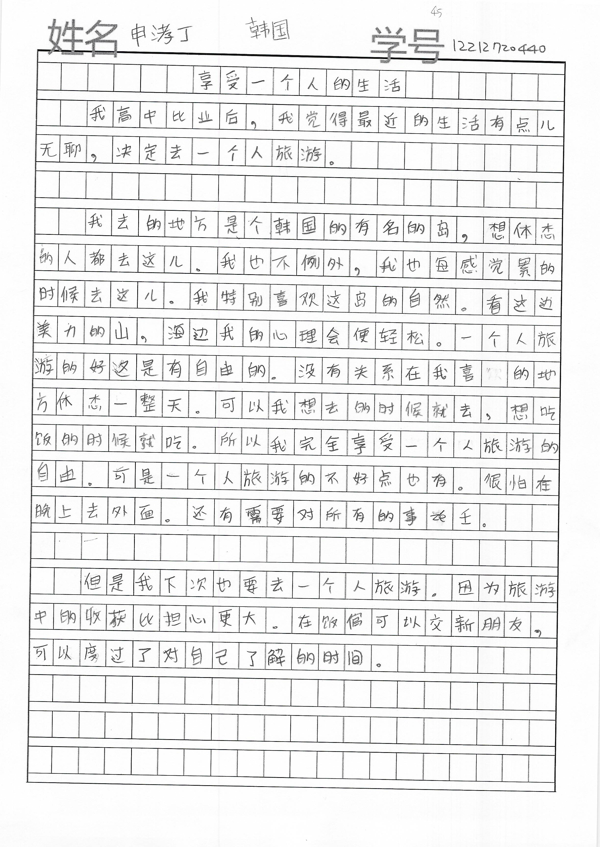 45
姓名 申涍丁 韩国 学号 12212720440
享受一个人的生活
我高中比业后，我觉得最近的生活有点儿
无聊，决定去一个人旅游。
我去的地方是个韩国的有名的岛，想休态
的人都去这儿。我也不例外，我也每感觉累的
时候去这儿。我特别喜欢这岛的自然。看这边
美力的山，海边我的心理会便轻松。一个人旅
游的好这是有自由的。没有关系在我喜欢的地
方休态一整天。可以我想去的时候就去，想吃
饭的时候就吃。所以我完全享受一个人旅游的
自由。可是一个人旅游的不好点也有。很怕在
晚上去外面。还有需要对所有的事 壬。
但是我下次也要去一个人旅游。因为旅游
中的收获比担心更大。在饭馆可以交新朋友，
可以度过了对自己了解的时间。